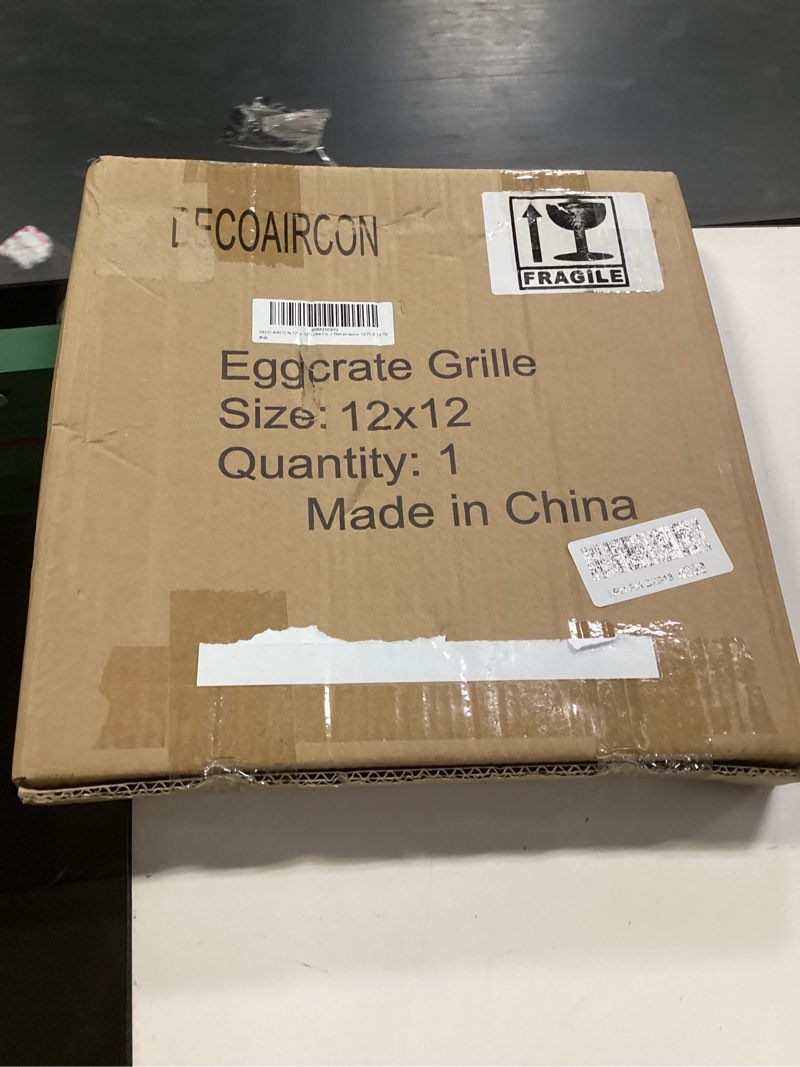 DECOAIRCON
FRAGILE
Eggcrate Grille
Size: 12x12
Quantity: 1
Made in China